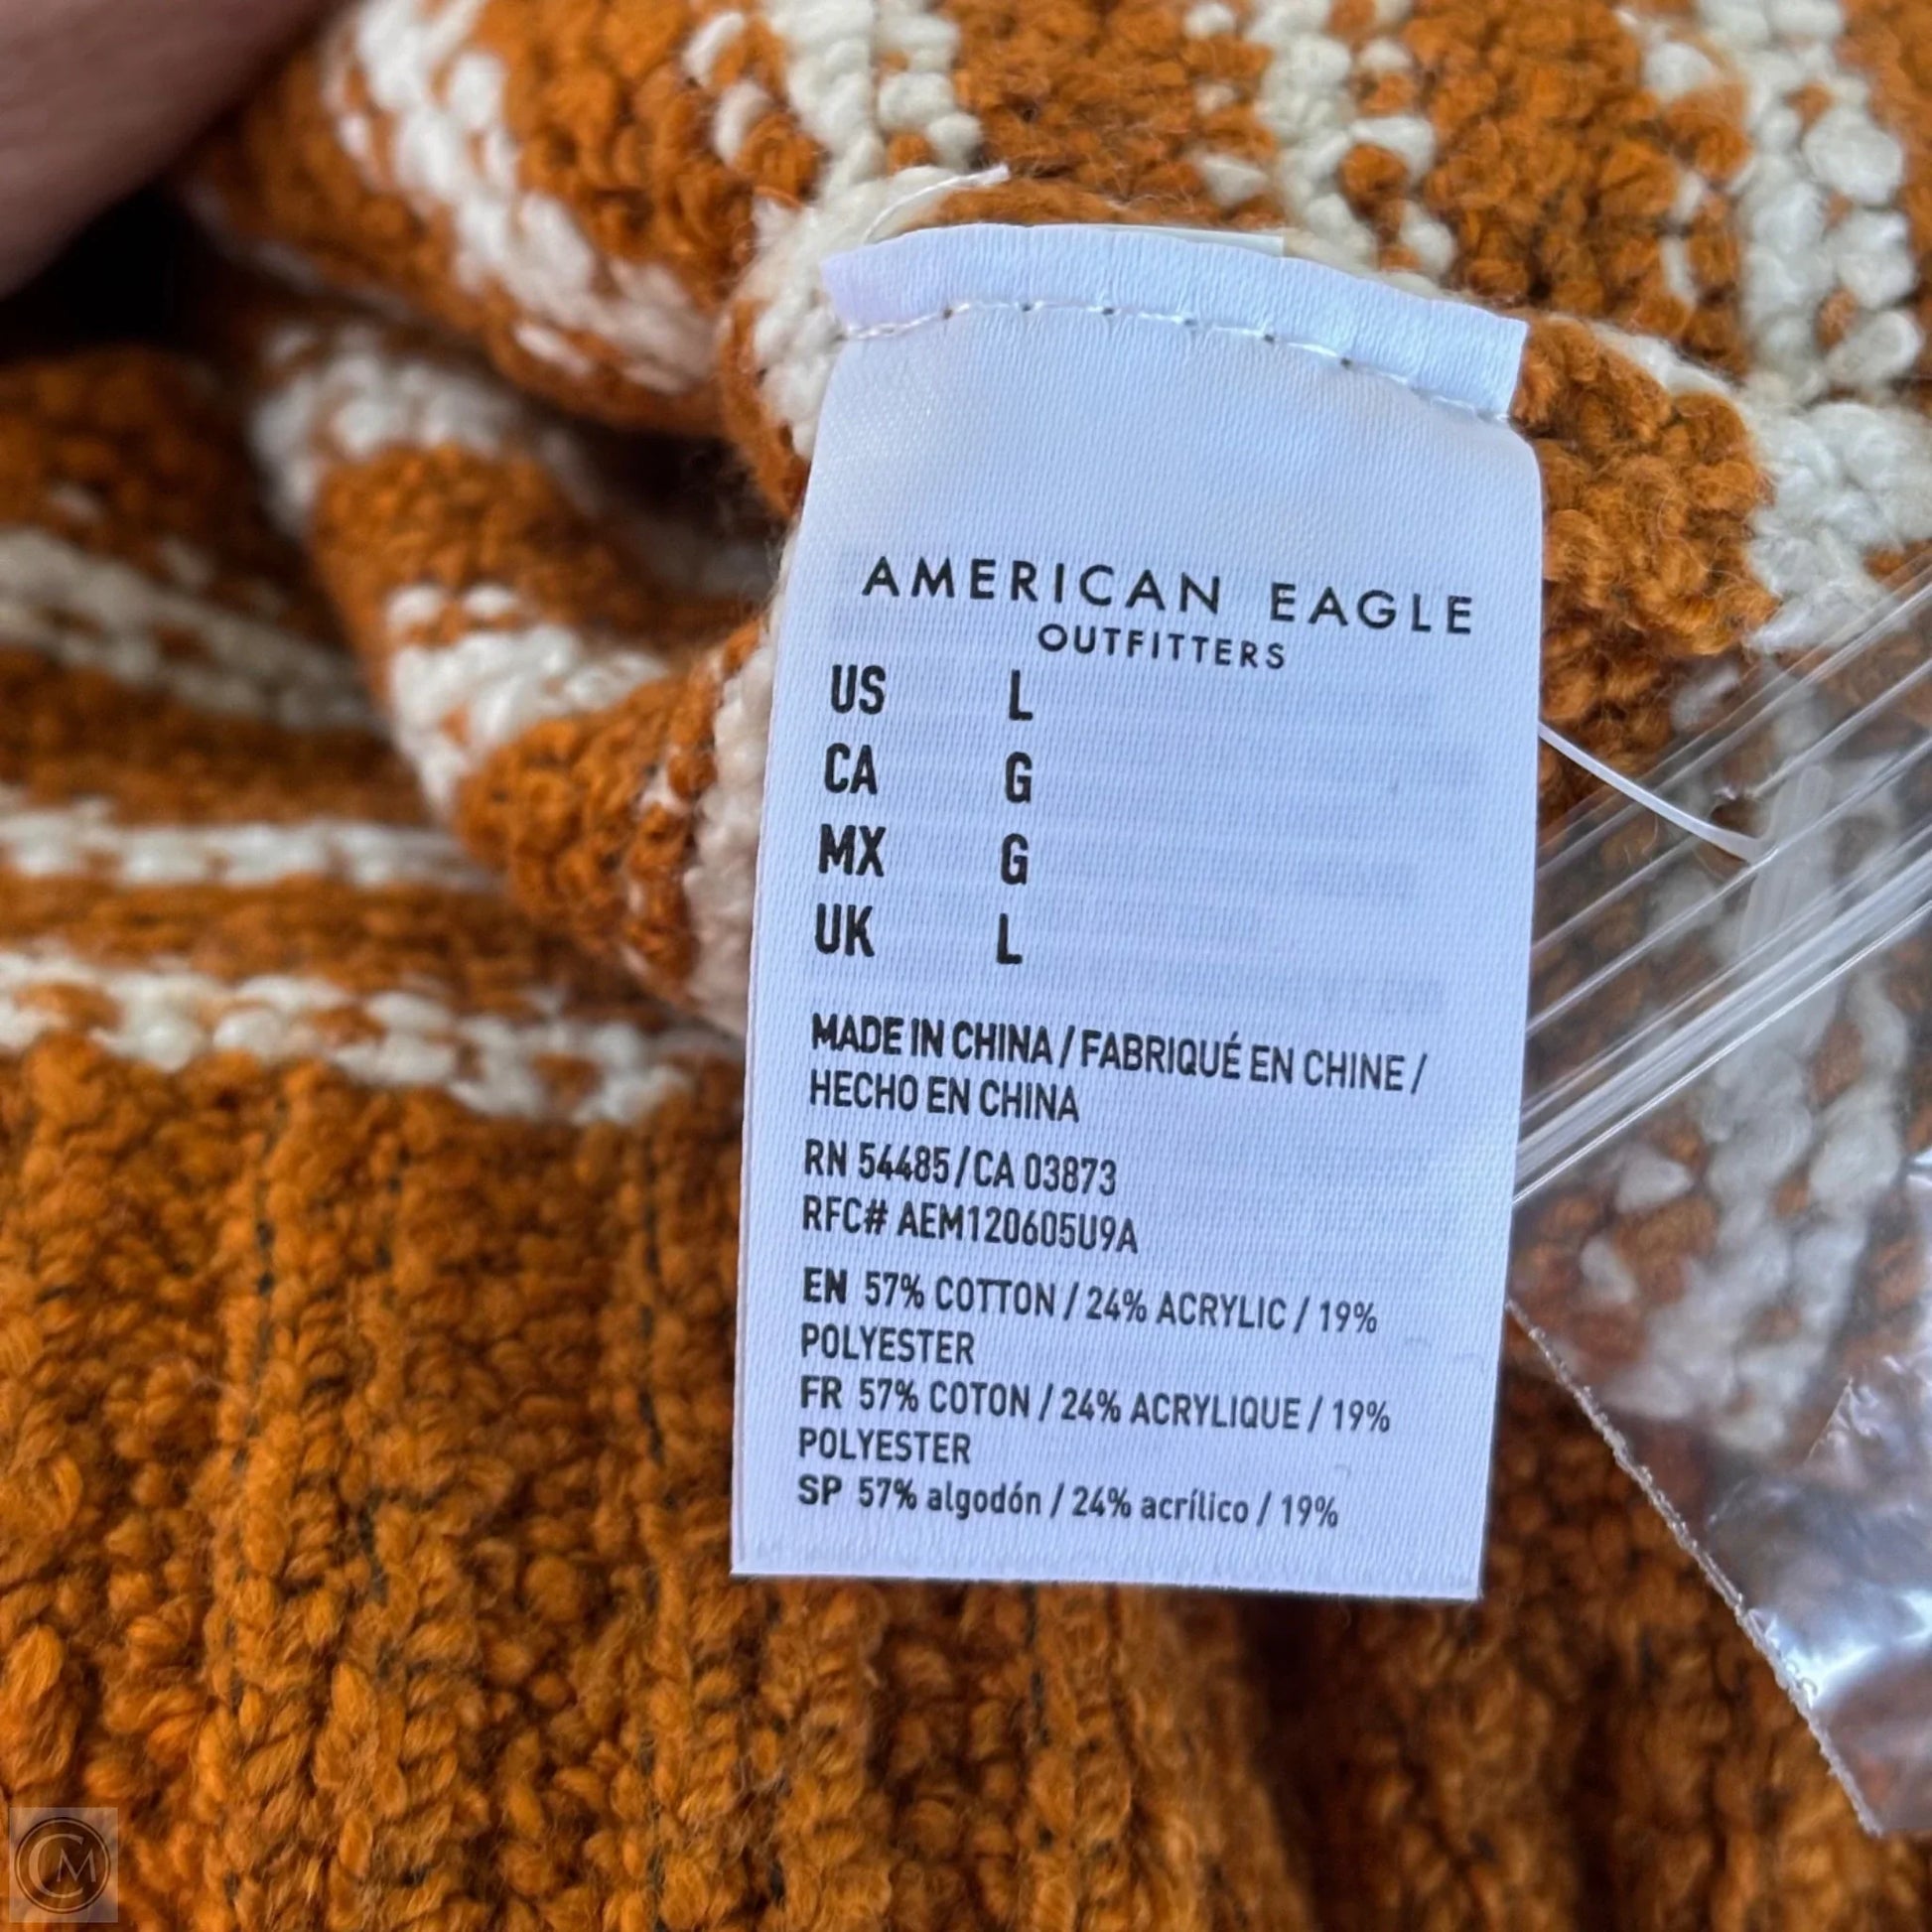 AMERICAN EAGLE
OUTFITTERS
US L
CA G
MX G
UK L
MADE IN CHINA / FABRIQUÉ EN CHINE /
HECHO EN CHINA
RN 54485 / CA 03873
RFC# AEM120605U9A
EN 57% COTTON / 24% ACRYLIC / 19%
POLYESTER
FR 57% COTON / 24% ACRYLIQUE / 19%
POLYESTER
SP 57% algodón / 24% acrílico / 19%
CM